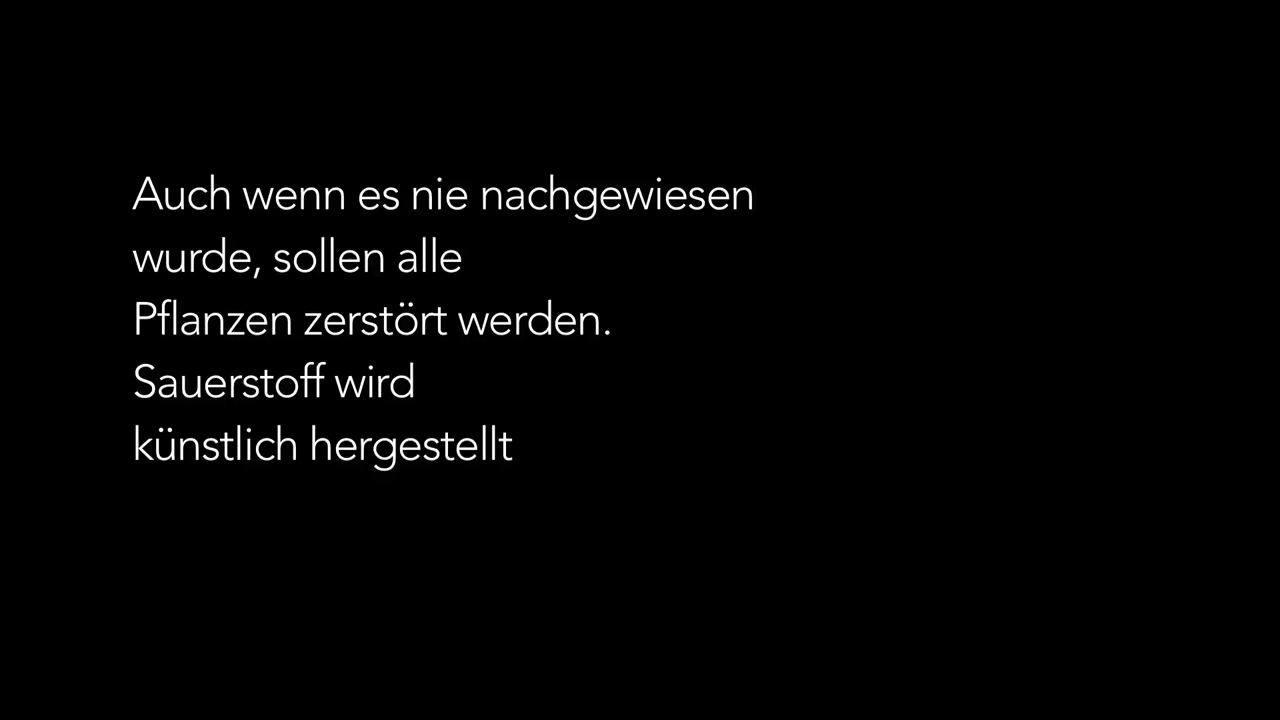 Auch wenn es nie nachgewiesen
wurde, sollen alle
Pflanzen zerstört werden.
Sauerstoff wird
künstlich hergestellt